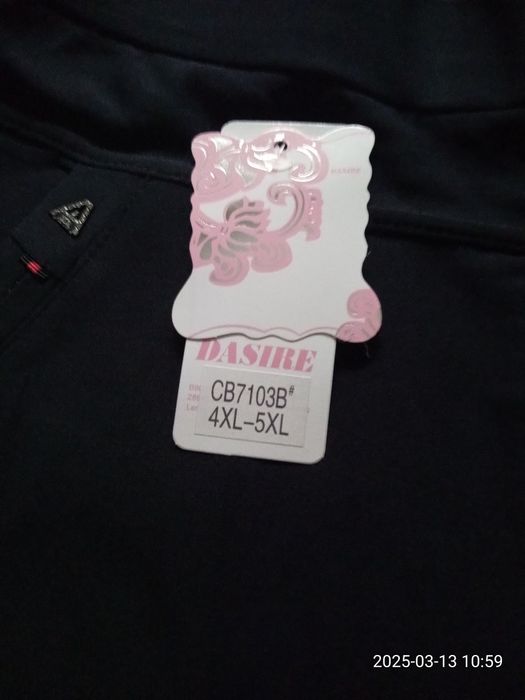 DASIRE
DASIRE
CB7103B#
4XL-5XL
2025-03-13 10:59